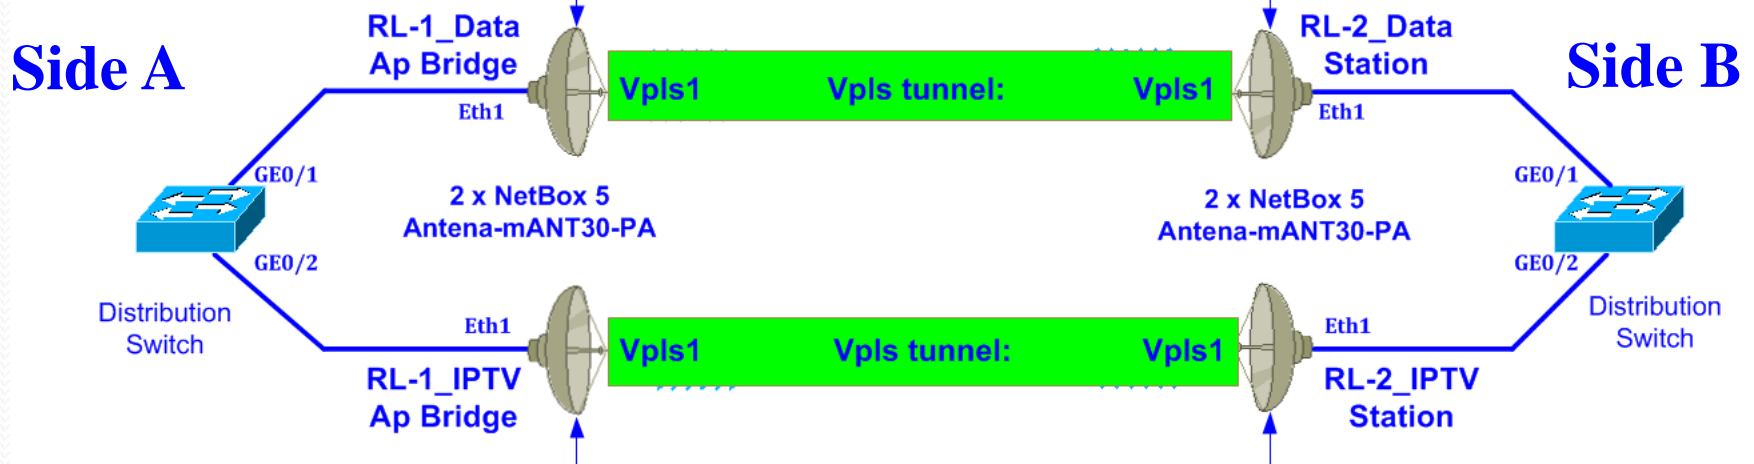 Side A
RL-1_Data
Ap Bridge
Eth1
Vpls1
Vpls tunnel:
Vpls1
RL-2_Data
Station
Eth1
Side B
GE0/1
2 x NetBox 5
Antena-mANT30-PA
2 x NetBox 5
Antena-mANT30-PA
GE0/1
GE0/2
Distribution
Switch
GE0/2
Distribution
Switch
Eth1
RL-1_IPTV
Ap Bridge
Vpls1
Vpls tunnel:
Vpls1
Eth1
RL-2_IPTV
Station